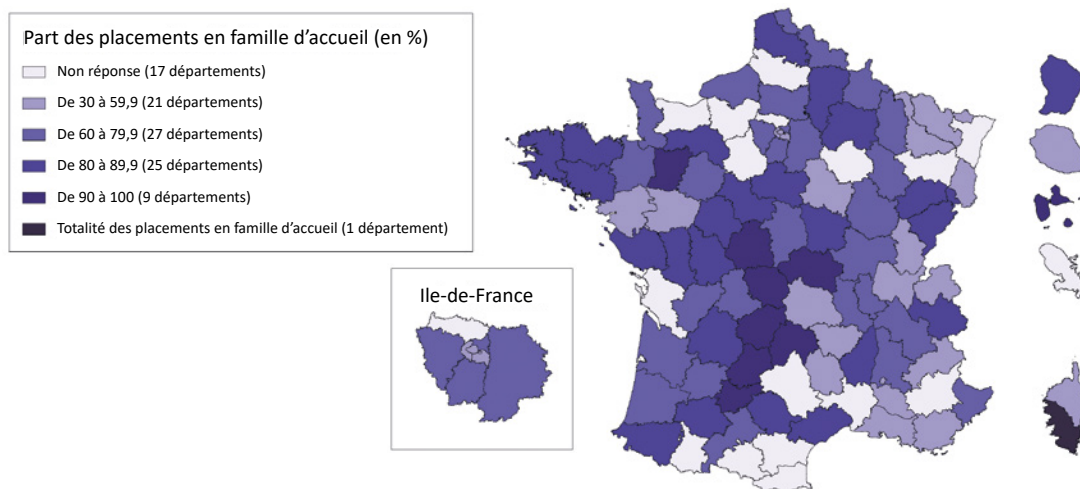 Part des placements en famille d’accueil (en %)
Non réponse (17 départements)
De 30 à 59,9 (21 départements)
De 60 à 79,9 (27 départements)
De 80 à 89,9 (25 départements)
De 90 à 100 (9 départements)
Totalité des placements en famille d’accueil (1 département)
Ile-de-France